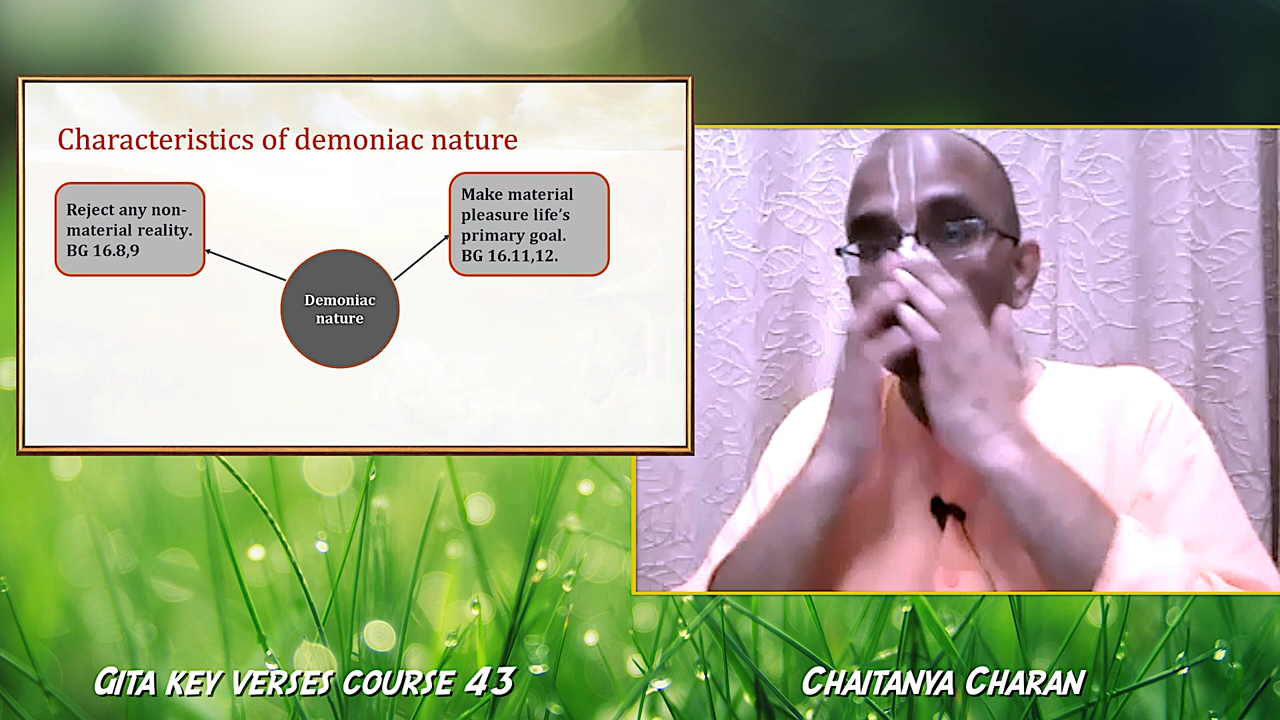 Characteristics of demoniac nature
Reject any non-
material reality.
BG 16.8,9
Make material
pleasure life's
primary goal.
BG 16.11,12.
Demoniac
nature
GITA KEY VERSES COURSE 43
CHAITANYA CHARAN